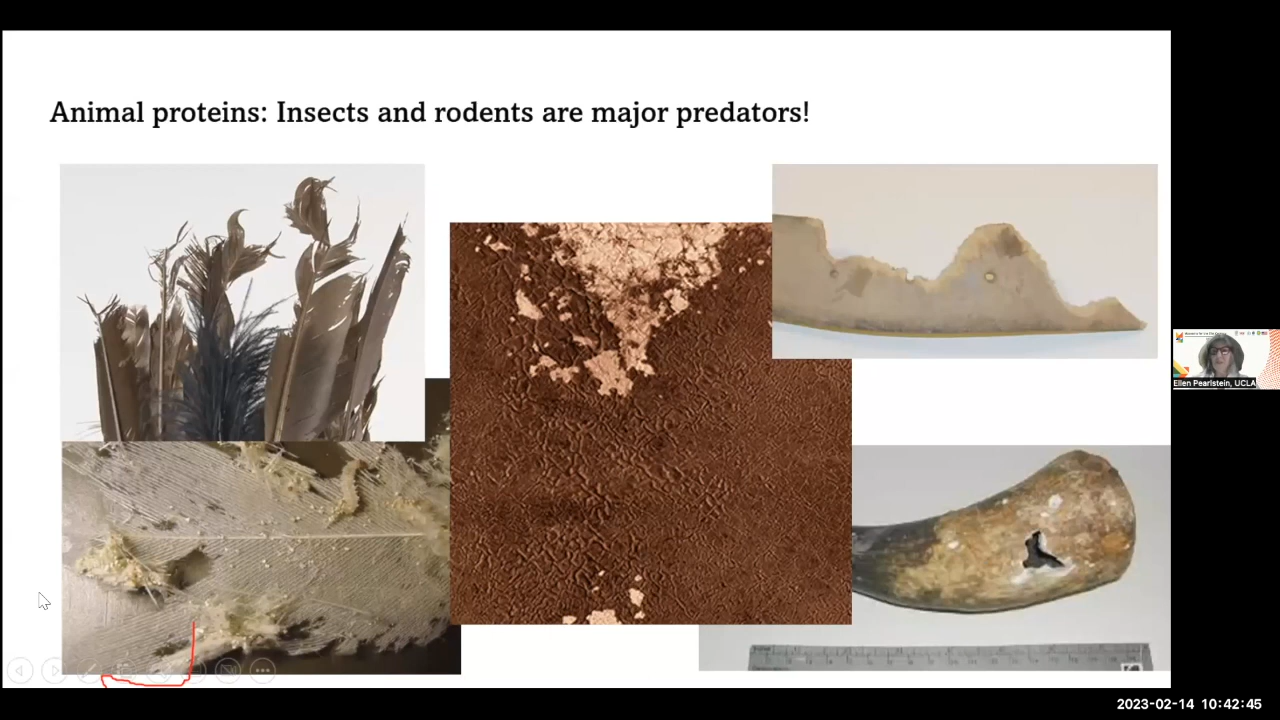 Animal proteins: Insects and rodents are major predators!
Ellen Pearlstein, UCLA
2023-02-14 10:42:45